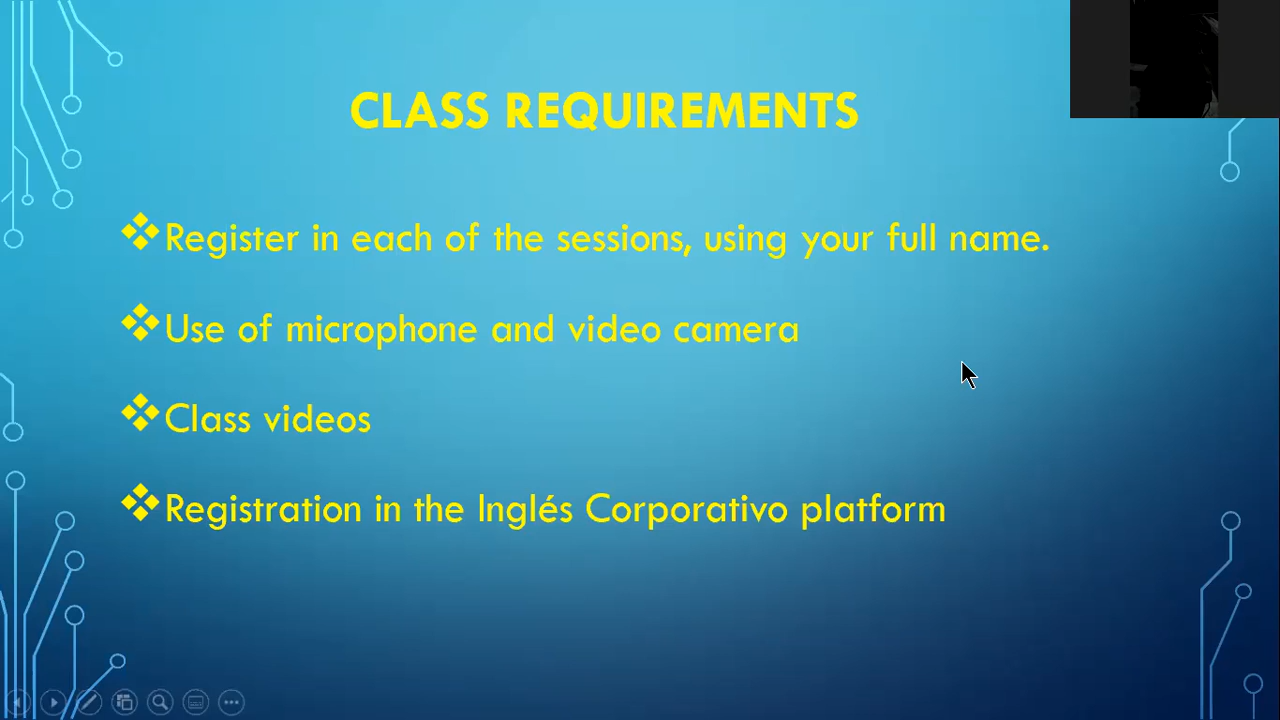 CLASS REQUIREMENTS
Register in each of the sessions, using your full name.
Use of microphone and video camera
Class videos
Registration in the Inglés Corporativo platform